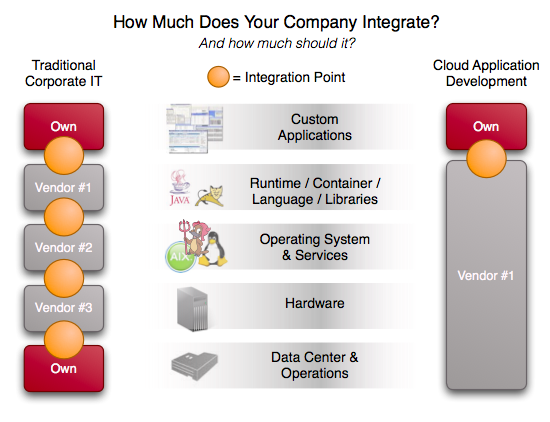 How Much Does Your Company Integrate?
And how much should it?
Traditional
Corporate IT
= Integration Point
Cloud Application
Development
Own
Custom
Applications
Own
Vendor #1
JAVA
Runtime / Container /
Language / Libraries
Vendor #2
AIX
Operating System
& Services
Vendor #1
Vendor #3
Hardware
Own
Data Center &
Operations